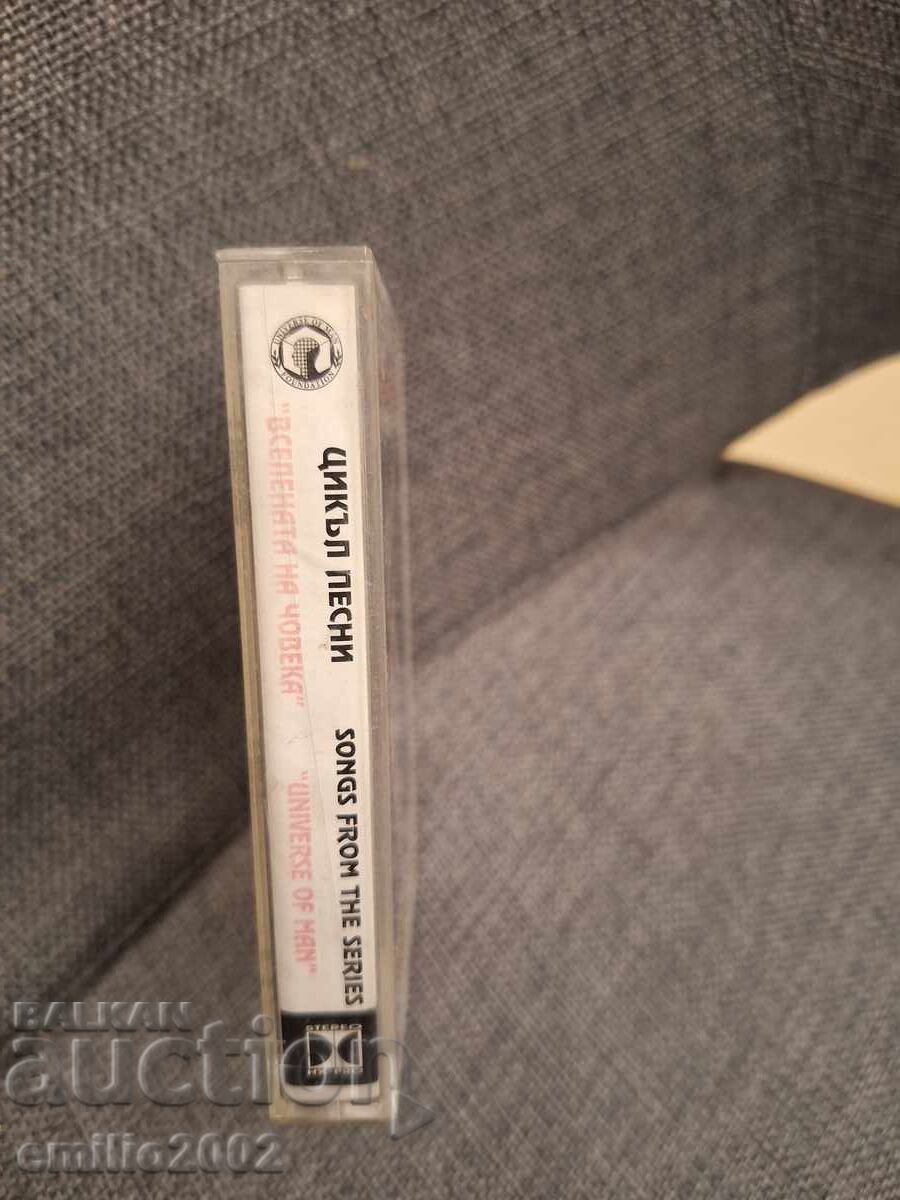 UNIVERSE OF MAN
FOUNDATION
ЦИКЪЛ ПЕСНИ
SONGS FROM THE SERIES
"ВСЕЛЕНАТА НА ЧОВЕКА"
"UNIVERSE OF MAN"
STEREO
BALKAN
auction
emilio2002